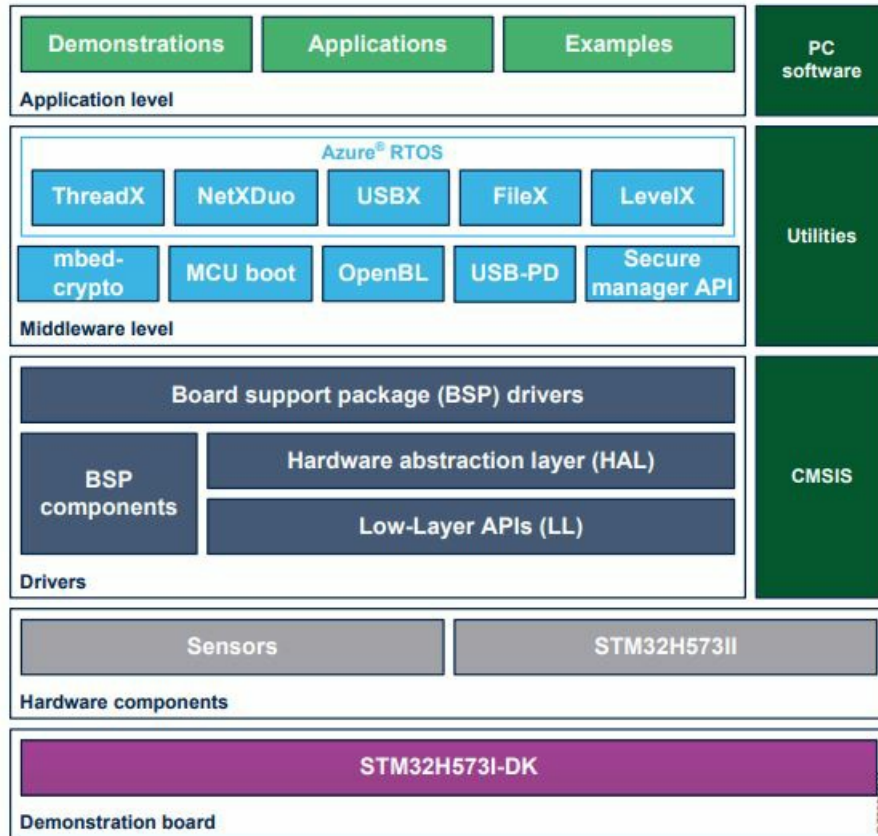 Demonstrations
Applications
Examples
Application level
PC
software
Azure® RTOS
ThreadX
NetXDuo
USBX
FileX
LevelX
mbed-
crypto
MCU boot
OpenBL
USB-PD
Secure
manager API
Middleware level
Utilities
Board support package (BSP) drivers
BSP
components
Hardware abstraction layer (HAL)
Low-Layer APIs (LL)
Drivers
CMSIS
Sensors
STM32H573II
Hardware components
STM32H573I-DK
Demonstration board